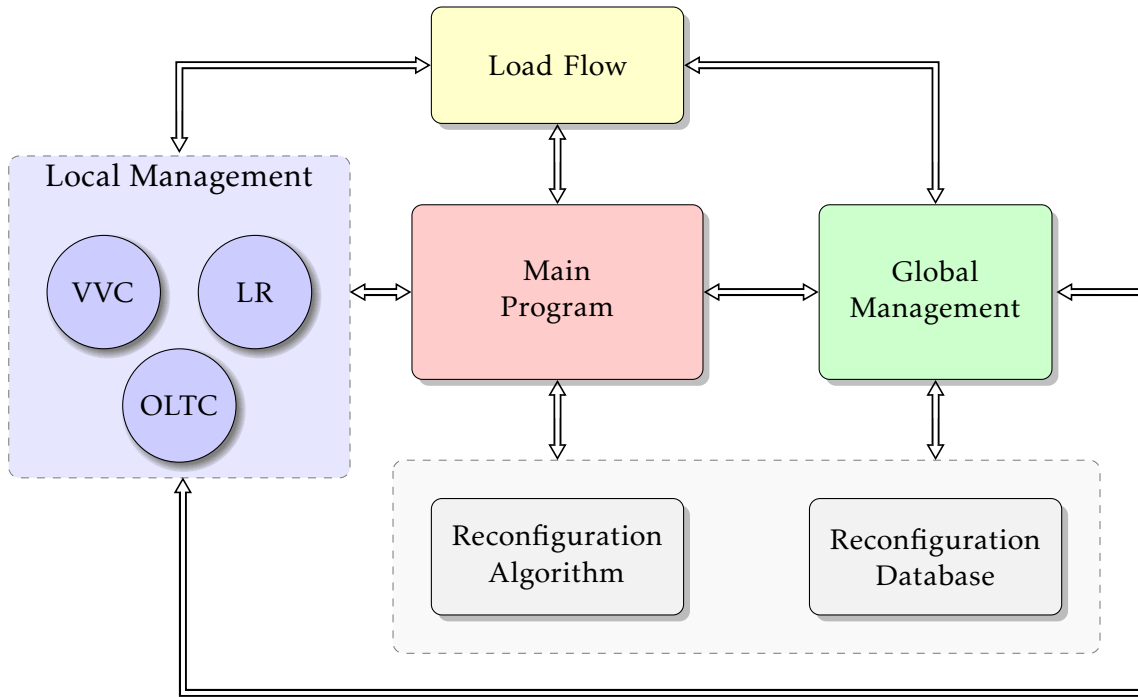 Load Flow
Local Management
VVC
LR
OLTC
Main
Program
Global
Management
Reconfiguration
Algorithm
Reconfiguration
Database